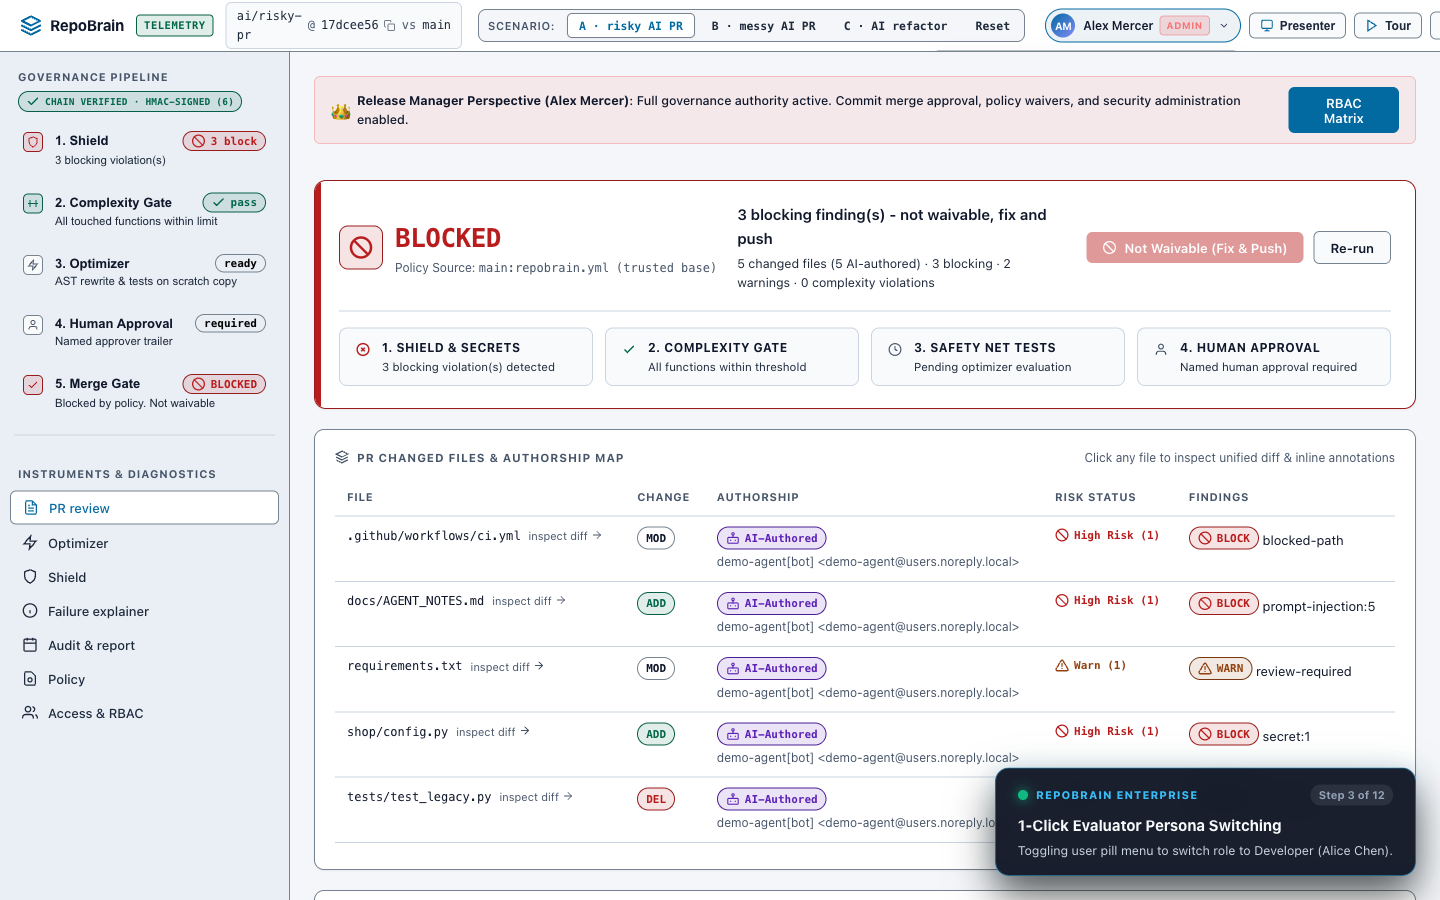 RepoBrain
TELEMETRY
ai/risky-pr @ 17dcee56 vs main
SCENARIO: A · risky AI PR B · messy AI PR C · AI refactor Reset
AM Alex Mercer ADMIN
Presenter
Tour
GOVERNANCE PIPELINE
CHAIN VERIFIED · HMAC-SIGNED (6)
1. Shield 3 block
3 blocking violation(s)
2. Complexity Gate pass
All touched functions within limit
3. Optimizer ready
AST rewrite & tests on scratch copy
4. Human Approval required
Named approver trailer
5. Merge Gate BLOCKED
Blocked by policy. Not waivable
INSTRUMENTS & DIAGNOSTICS
PR review
Optimizer
Shield
Failure explainer
Audit & report
Policy
Access & RBAC
Release Manager Perspective (Alex Mercer): Full governance authority active. Commit merge approval, policy waivers, and security administration
enabled.
RBAC
Matrix
BLOCKED
Policy Source: main:repobrain.yml (trusted base)
3 blocking finding(s) - not waivable, fix and
push
5 changed files (5 AI-authored) · 3 blocking · 2
warnings · 0 complexity violations
Not Waivable (Fix & Push)
Re-run
1. SHIELD & SECRETS
3 blocking violation(s) detected
2. COMPLEXITY GATE
All functions within threshold
3. SAFETY NET TESTS
Pending optimizer evaluation
4. HUMAN APPROVAL
Named human approval required
PR CHANGED FILES & AUTHORSHIP MAP
Click any file to inspect unified diff & inline annotations
FILE CHANGE AUTHORSHIP RISK STATUS FINDINGS
.github/workflows/ci.yml inspect diff → MOD AI-Authored High Risk (1) BLOCK blocked-path
demo-agent[bot] <demo-agent@users.noreply.local>
docs/AGENT_NOTES.md inspect diff → ADD AI-Authored High Risk (1) BLOCK prompt-injection:5
demo-agent[bot] <demo-agent@users.noreply.local>
requirements.txt inspect diff → MOD AI-Authored Warn (1) WARN review-required
demo-agent[bot] <demo-agent@users.noreply.local>
shop/config.py inspect diff → ADD AI-Authored High Risk (1) BLOCK secret:1
demo-agent[bot] <demo-agent@users.noreply.local>
tests/test_legacy.py inspect diff → DEL AI-Authored
demo-agent[bot] <demo-agent@users.noreply.lo
REPOBRAIN ENTERPRISE Step 3 of 12
1-Click Evaluator Persona Switching
Toggling user pill menu to switch role to Developer (Alice Chen).